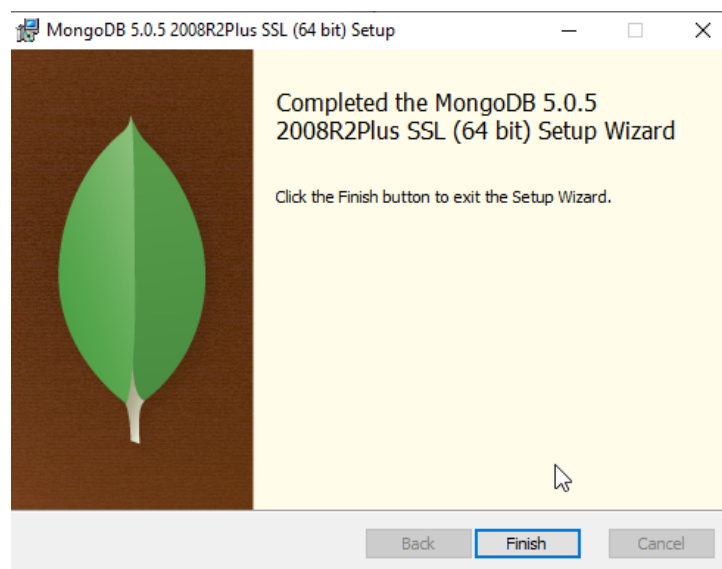 MongoDB 5.0.5 2008R2Plus SSL (64 bit) Setup
Completed the MongoDB 5.0.5
2008R2Plus SSL (64 bit) Setup Wizard
Click the Finish button to exit the Setup Wizard.
Back
Finish
Cancel